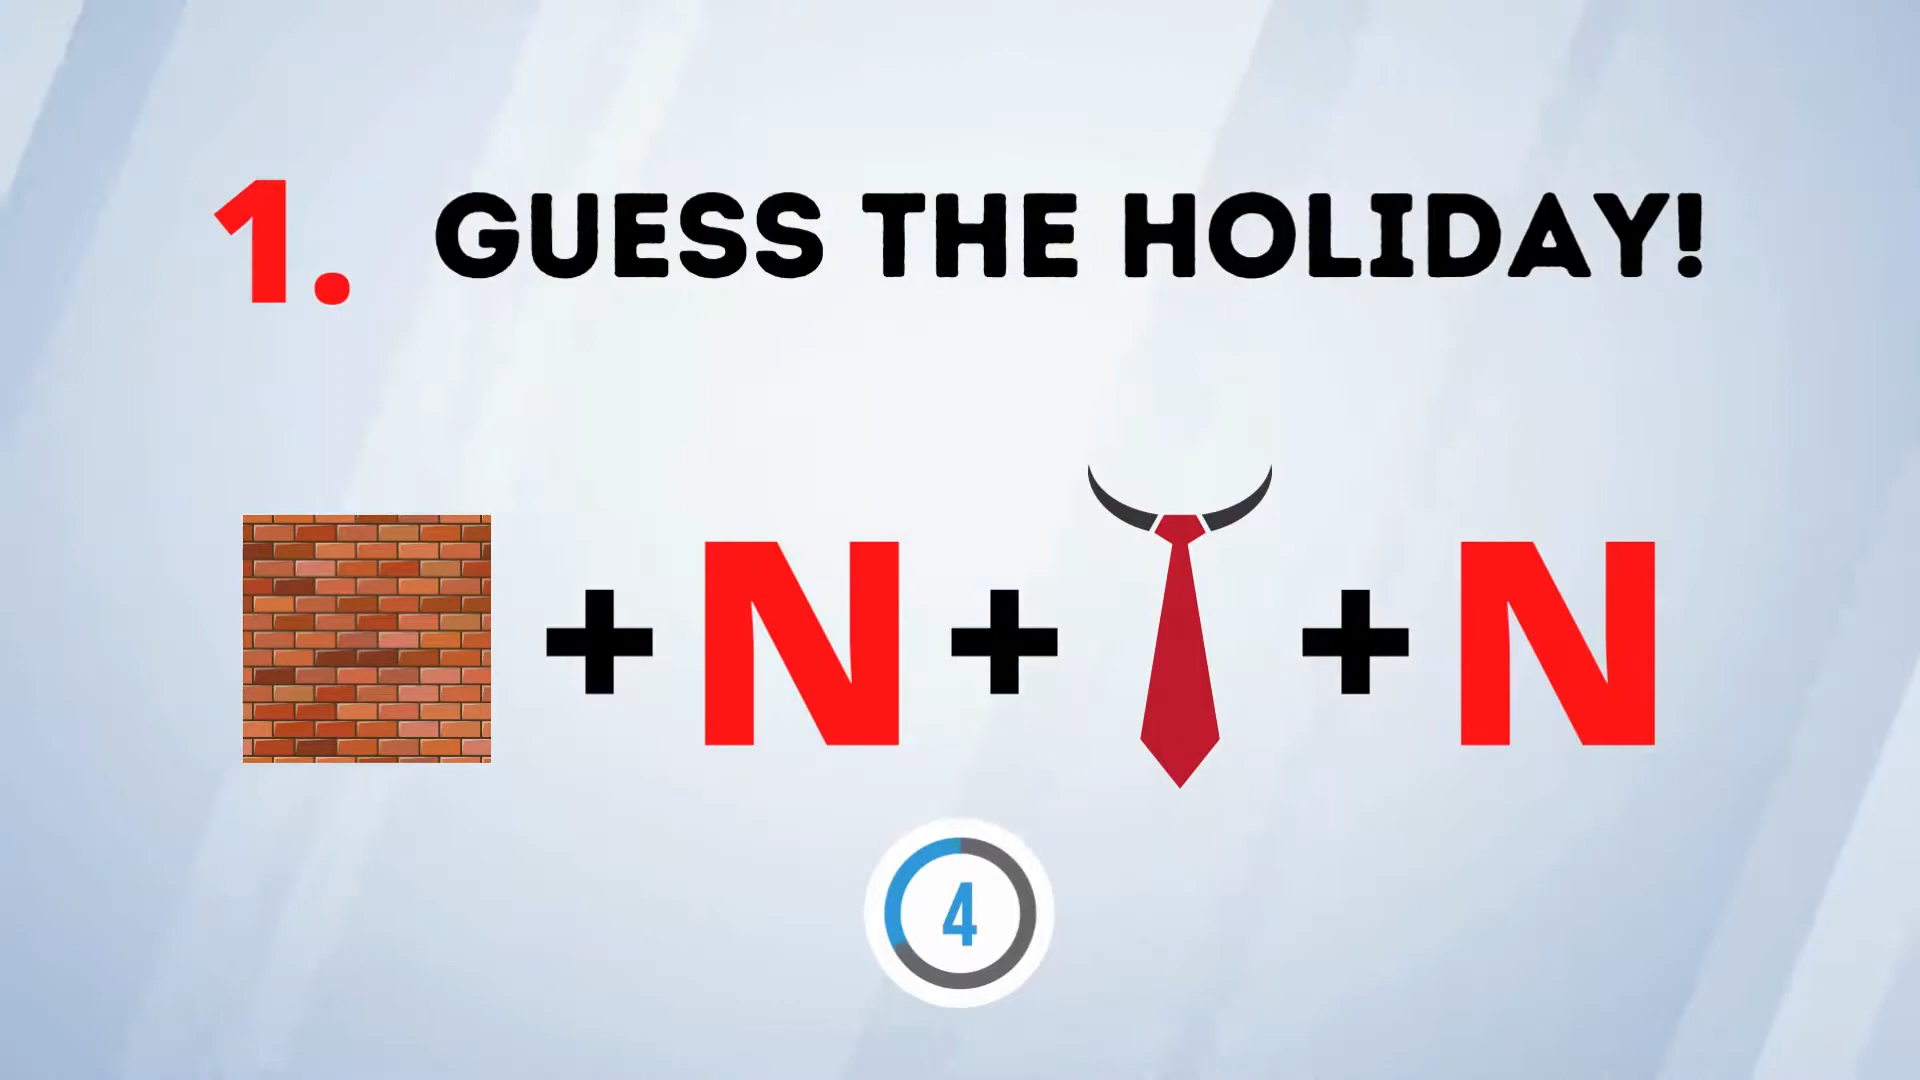 1. GUESS THE HOLIDAY!
+ N + + N
4